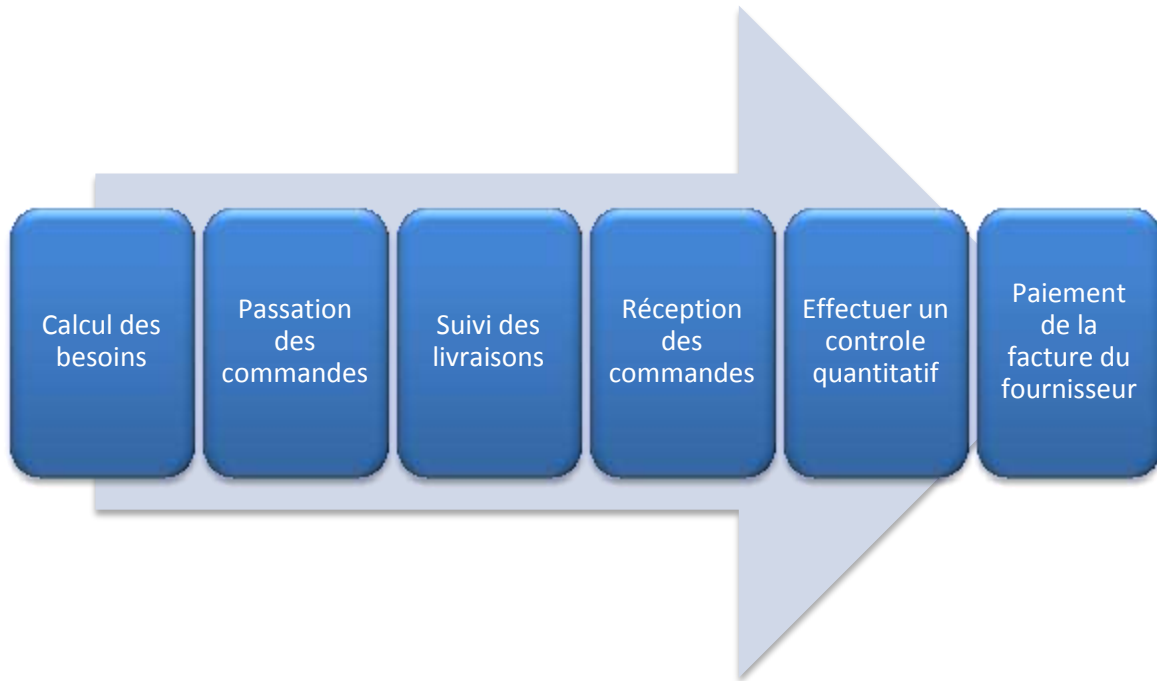 Calcul des
besoins
Passation
des
commandes
Suivi des
livraisons
Réception
des
commandes
Effectuer un
controle
quantitatif
Paiement
de la
facture du
fournisseur